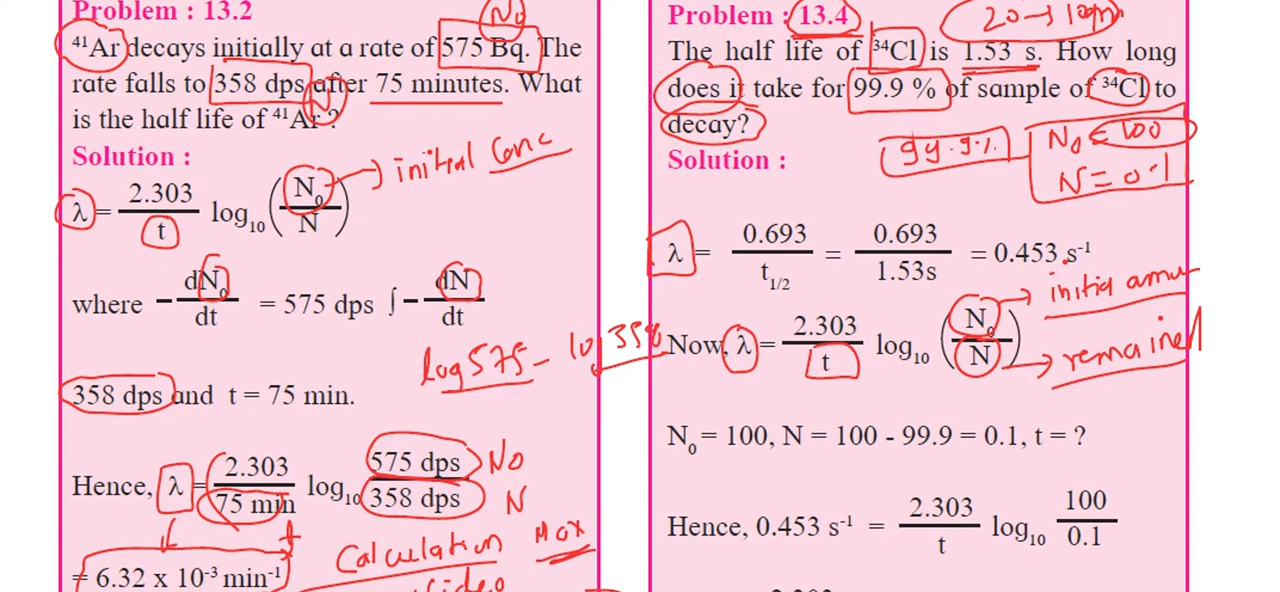 Problem : 13.2
No
⁴¹Ar decays initially at a rate of 575 Bq. The
rate falls to 358 dps after 75 minutes. What
N
is the half life of ⁴¹Ar ?
Solution :
initial Conc
λ = 2.303 / t log₁₀ (N₀ / N)
where − dN₀ / dt = 575 dps ∫ − dN / dt
log 575 - log 358
358 dps and t = 75 min.
Hence, λ = 2.303 / 75 min log₁₀ 575 dps / 358 dps
No
N
t
Calculation
= 6.32 x 10⁻³ min⁻¹
Video
Problem : 13.4
The half life of ³⁴Cl is 1.53 s. How long
does it take for 99.9 % of sample of ³⁴Cl to
decay?
99.9%
No = 100
N = 0.1
Solution :
λ = 0.693 / t₁/₂ = 0.693 / 1.53s = 0.453 s⁻¹
initial
Now, λ = 2.303 / t log₁₀ (N₀ / N)
remained
N₀ = 100, N = 100 - 99.9 = 0.1, t = ?
Hence, 0.453 s⁻¹ = 2.303 / t log₁₀ 100 / 0.1